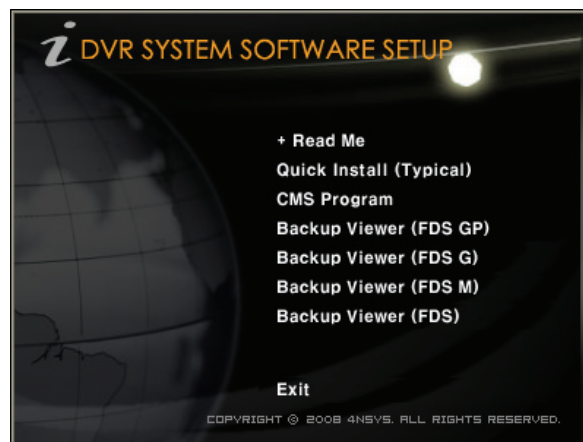 i DVR SYSTEM SOFTWARE SETUP
+ Read Me
Quick Install (Typical)
CMS Program
Backup Viewer (FDS GP)
Backup Viewer (FDS G)
Backup Viewer (FDS M)
Backup Viewer (FDS)
Exit
COPYRIGHT © 2008 4NSYS. ALL RIGHTS RESERVED.